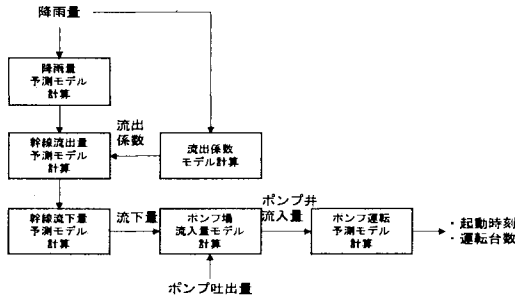 降雨量
降雨量
予測モデル
計算
流出
係数
幹線流出量
予測モデル
計算
流出係数
モデル計算
幹線流下量
予測モデル
計算
流下量
ポンプ場
流入量モデル
計算
ポンプ井
流入量
ポンプ運転
予測モデル
計算
・起動時刻
・運転台数
ポンプ吐出量